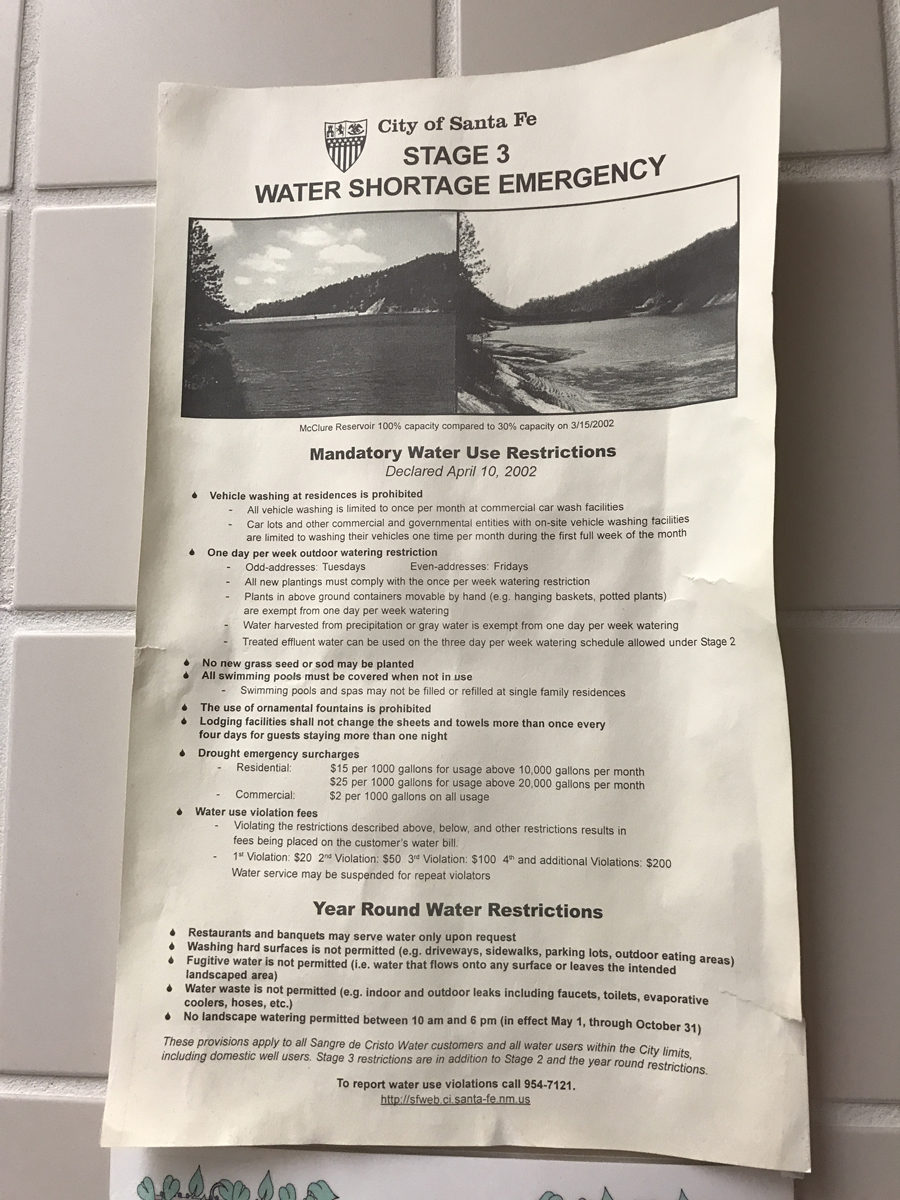 City of Santa Fe
STAGE 3
WATER SHORTAGE EMERGENCY
McClure Reservoir 100% capacity compared to 30% capacity on 3/15/2002
Mandatory Water Use Restrictions
Declared April 10, 2002
Vehicle washing at residences is prohibited
- All vehicle washing is limited to once per month at commercial car wash facilities
- Car lots and other commercial and governmental entities with on-site vehicle washing facilities
are limited to washing their vehicles one time per month during the first full week of the month
One day per week outdoor watering restriction
- Odd-addresses: Tuesdays Even-addresses: Fridays
- All new plantings must comply with the once per week watering restriction
- Plants in above ground containers movable by hand (e.g. hanging baskets, potted plants)
are exempt from one day per week watering
- Water harvested from precipitation or gray water is exempt from one day per week watering
- Treated effluent water can be used on the three day per week watering schedule allowed under Stage 2
No new grass seed or sod may be planted
All swimming pools must be covered when not in use
- Swimming pools and spas may not be filled or refilled at single family residences
The use of ornamental fountains is prohibited
Lodging facilities shall not change the sheets and towels more than once every
four days for guests staying more than one night
Drought emergency surcharges
- Residential: $15 per 1000 gallons for usage above 10,000 gallons per month
$25 per 1000 gallons for usage above 20,000 gallons per month
- Commercial: $2 per 1000 gallons on all usage
Water use violation fees
- Violating the restrictions described above, below, and other restrictions results in
fees being placed on the customer's water bill.
- 1st Violation: $20 2nd Violation: $50 3rd Violation: $100 4th and additional Violations: $200
Water service may be suspended for repeat violators
Year Round Water Restrictions
Restaurants and banquets may serve water only upon request
Washing hard surfaces is not permitted (e.g. driveways, sidewalks, parking lots, outdoor eating areas)
Fugitive water is not permitted (i.e. water that flows onto any surface or leaves the intended
landscaped area)
Water waste is not permitted (e.g. indoor and outdoor leaks including faucets, toilets, evaporative
coolers, hoses, etc.)
No landscape watering permitted between 10 am and 6 pm (in effect May 1, through October 31)
These provisions apply to all Sangre de Cristo Water customers and all water users within the City limits,
including domestic well users. Stage 3 restrictions are in addition to Stage 2 and the year round restrictions.
To report water use violations call 954-7121.
http://sfweb.ci.santa-fe.nm.us